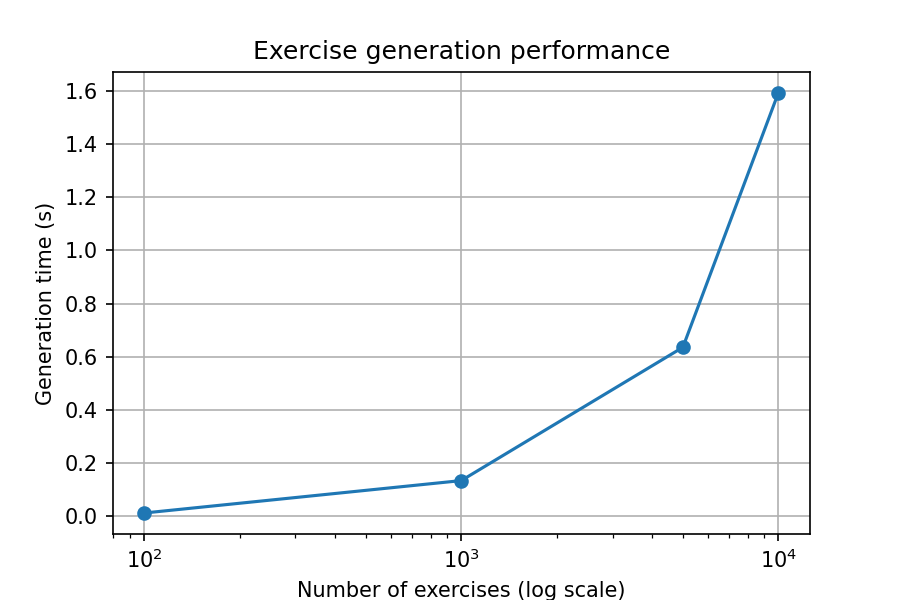 Exercise generation performance
Generation time (s)
1.6
1.4
1.2
1.0
0.8
0.6
0.4
0.2
0.0
10² 10³ 10⁴
Number of exercises (log scale)